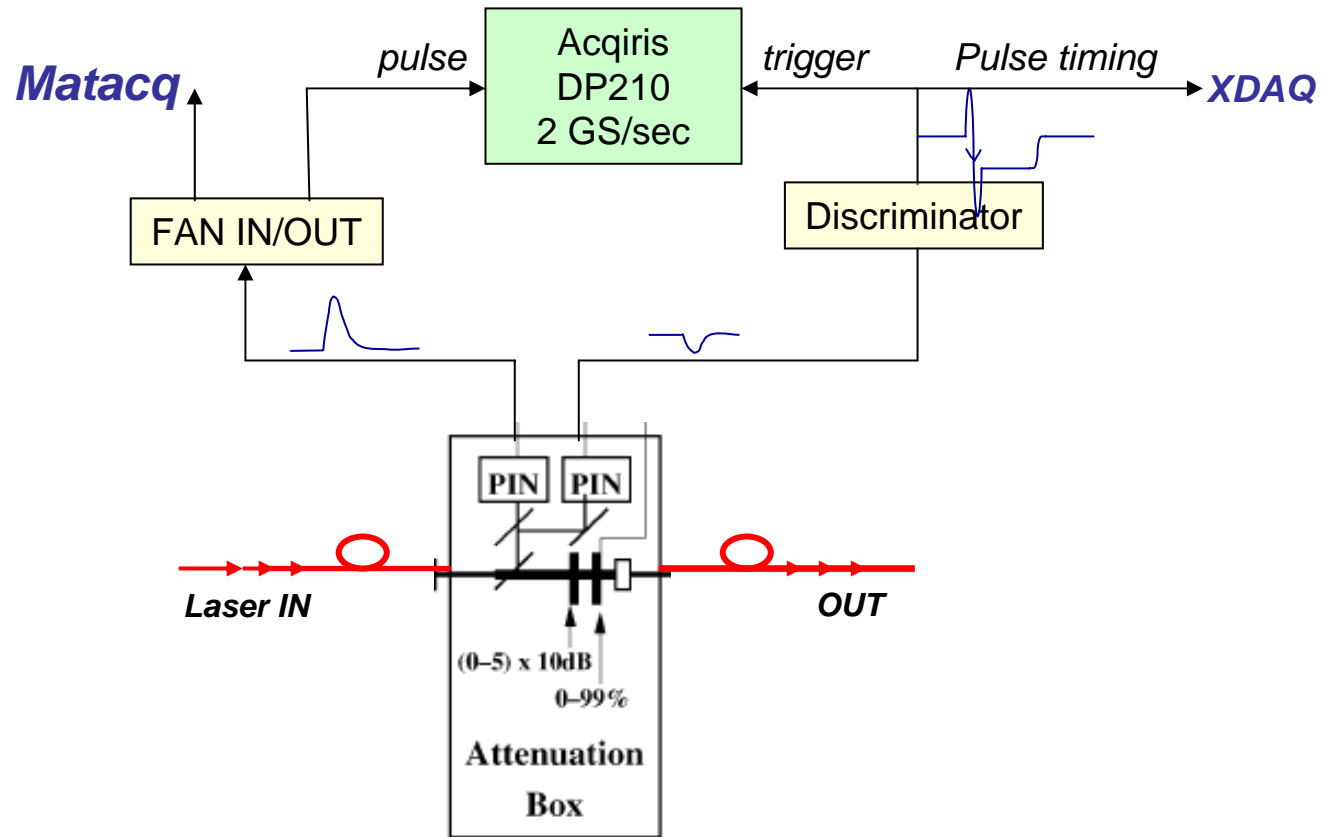 Acqiris
DP210
2 GS/sec
pulse
trigger
Pulse timing
Matacq
XDAQ
FAN IN/OUT
Discriminator
PIN
PIN
Laser IN
OUT
(0–5) x 10dB
0–99%
Attenuation
Box